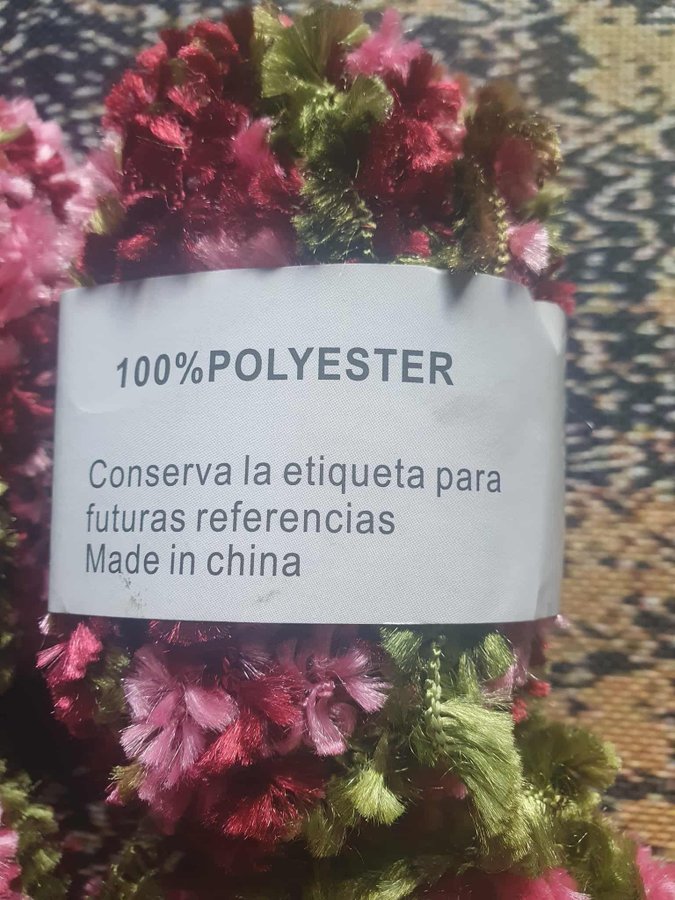 100%POLYESTER
Conserva la etiqueta para
futuras referencias
Made in china